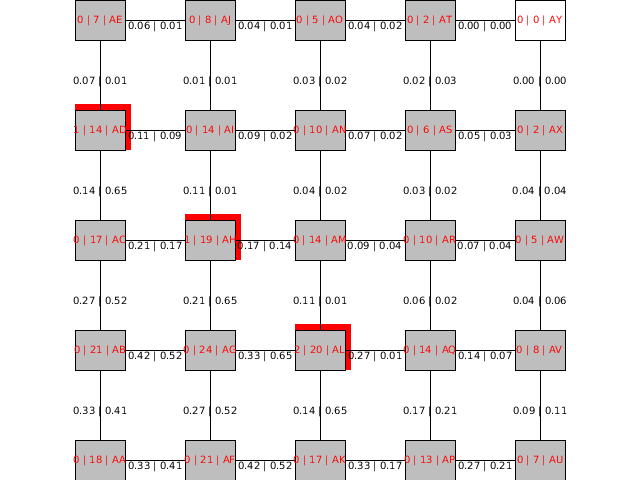 0 | 7 | AE 0.06 | 0.01 0 | 8 | AJ 0.04 | 0.01 0 | 5 | AO 0.04 | 0.01 0 | 2 | AT 0.00 | 0.00 0 | 0 | AY
0.07 | 0.01 0.01 | 0.01 0.03 | 0.02 0.02 | 0.03 0.00 | 0.00
1 | 14 | AD 0.11 | 0.09 0 | 14 | AI 0.09 | 0.02 0 | 10 | AN 0.07 | 0.02 0 | 6 | AS 0.05 | 0.03 0 | 2 | AX
0.14 | 0.65 0.11 | 0.01 0.04 | 0.02 0.03 | 0.02 0.04 | 0.04
0 | 17 | AC 0.21 | 0.17 1 | 19 | AH 0.17 | 0.14 0 | 14 | AM 0.09 | 0.04 0 | 10 | AR 0.07 | 0.04 0 | 5 | AW
0.27 | 0.52 0.21 | 0.65 0.11 | 0.01 0.06 | 0.02 0.04 | 0.06
0 | 21 | AB 0.42 | 0.52 0 | 24 | AG 0.33 | 0.65 2 | 20 | AL 0.27 | 0.01 0 | 14 | AQ 0.14 | 0.07 0 | 8 | AV
0.33 | 0.41 0.27 | 0.52 0.14 | 0.65 0.17 | 0.21 0.09 | 0.11
0 | 18 | AA 0.33 | 0.41 0 | 21 | AF 0.42 | 0.52 0 | 17 | AK 0.33 | 0.17 0 | 13 | AP 0.27 | 0.21 0 | 7 | AU